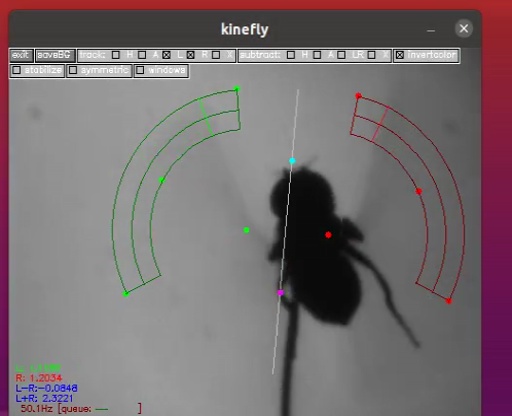 kinefly
exit saveBG track: H A L R X subtract: H A LR X invertcolor
stabilize symmetric windows
R: 1.2034
L-R:-0.0848
L+R: 2.3221
50.1Hz [queue: ]